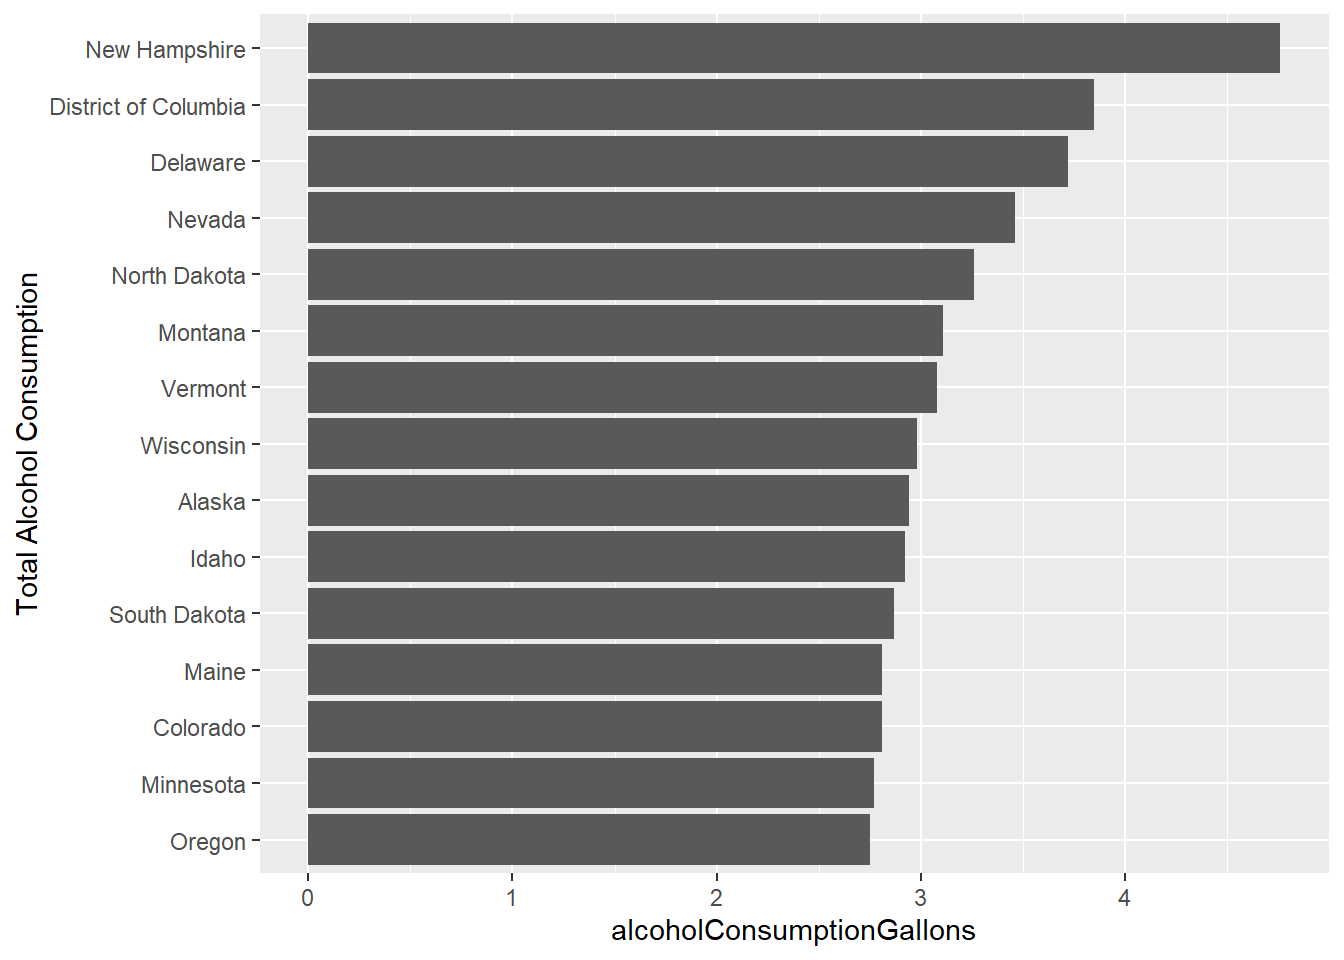 New Hampshire
District of Columbia
Delaware
Nevada
North Dakota
Montana
Vermont
Wisconsin
Alaska
Idaho
South Dakota
Maine
Colorado
Minnesota
Oregon
Total Alcohol Consumption
0 1 2 3 4
alcoholConsumptionGallons